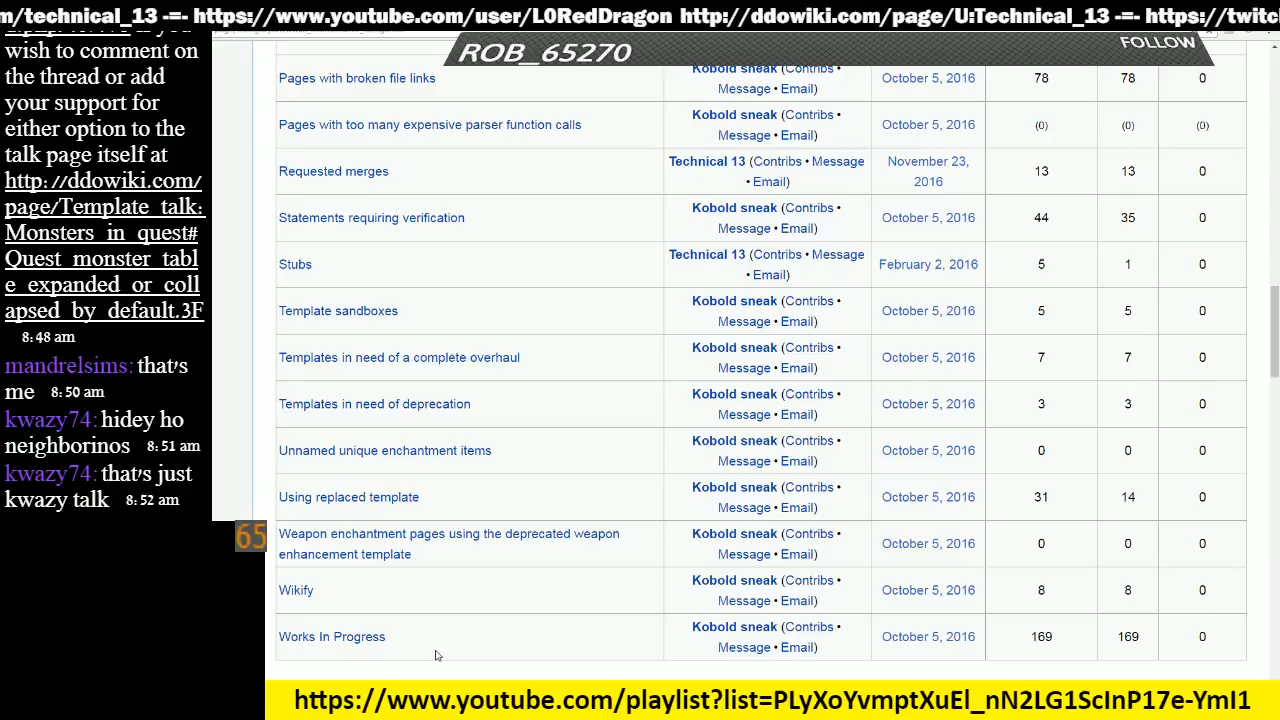 m/technical_13 -=- https://www.youtube.com/user/L0RedDragon http://ddowiki.com/page/U:Technical_13 -=- https://twitch
wish to comment on
the thread or add
your support for
either option to the
talk page itself at
http://ddowiki.com/
page/Template_talk:
Monsters_in_quest#
Quest_monster_tabl
e_expanded_or_coll
apsed_by_default.3F
8:48 am
mandrelsims: that's
me 8:50 am
kwazy74: hidey ho
neighborinos 8:51 am
kwazy74: that's just
kwazy talk 8:52 am
ROB_65270
FOLLOW
Pages with broken file links Kobold sneak (Contribs • Message • Email) October 5, 2016 78 78 0
Pages with too many expensive parser function calls Kobold sneak (Contribs • Message • Email) October 5, 2016 (0) (0) (0)
Requested merges Technical 13 (Contribs • Message • Email) November 23, 2016 13 13 0
Statements requiring verification Kobold sneak (Contribs • Message • Email) October 5, 2016 44 35 0
Stubs Technical 13 (Contribs • Message • Email) February 2, 2016 5 1 0
Template sandboxes Kobold sneak (Contribs • Message • Email) October 5, 2016 5 5 0
Templates in need of a complete overhaul Kobold sneak (Contribs • Message • Email) October 5, 2016 7 7 0
Templates in need of deprecation Kobold sneak (Contribs • Message • Email) October 5, 2016 3 3 0
Unnamed unique enchantment items Kobold sneak (Contribs • Message • Email) October 5, 2016 0 0 0
Using replaced template Kobold sneak (Contribs • Message • Email) October 5, 2016 31 14 0
65
Weapon enchantment pages using the deprecated weapon enhancement template Kobold sneak (Contribs • Message • Email) October 5, 2016 0 0 0
Wikify Kobold sneak (Contribs • Message • Email) October 5, 2016 8 8 0
Works In Progress Kobold sneak (Contribs • Message • Email) October 5, 2016 169 169 0
https://www.youtube.com/playlist?list=PLyXoYvmptXuEl_nN2LG1ScInP17e-YmI1